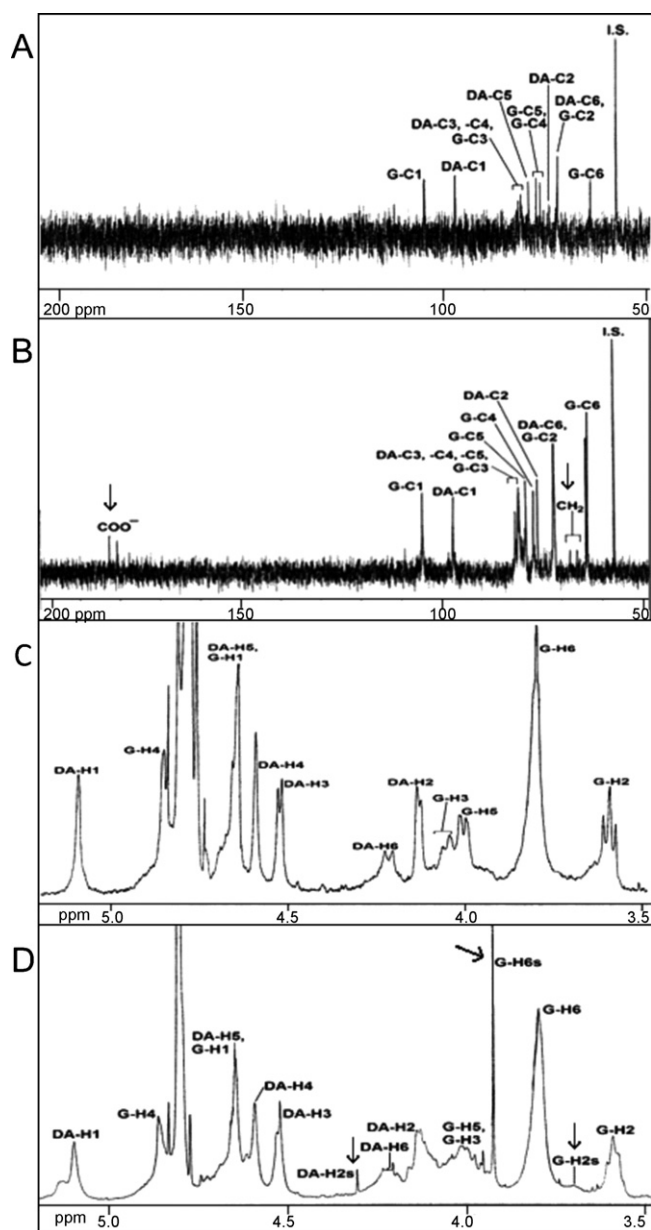 A
I.S.
DA-C2
DA-C5
G-C5,
G-C4
DA-C6,
G-C2
DA-C3, -C4,
G-C3
G-C1
DA-C1
G-C6
200 ppm
150
100
50
B
I.S.
DA-C2
G-C4
G-C6
DA-C6,
G-C2
G-C5
DA-C3, -C4, -C5,
G-C3
G-C1
DA-C1
CH2
COO−
200 ppm
150
100
50
C
DA-H5,
G-H1
G-H6
G-H4
DA-H1
DA-H4
DA-H3
DA-H2
G-H3
G-H5
G-H2
DA-H6
ppm
5.0
4.5
4.0
3.5
D
G-H6s
G-H6
DA-H5,
G-H1
DA-H4
G-H4
DA-H3
DA-H1
DA-H2
DA-H6
G-H5,
G-H3
G-H2
DA-H2s
G-H2s
ppm
5.0
4.5
4.0
3.5